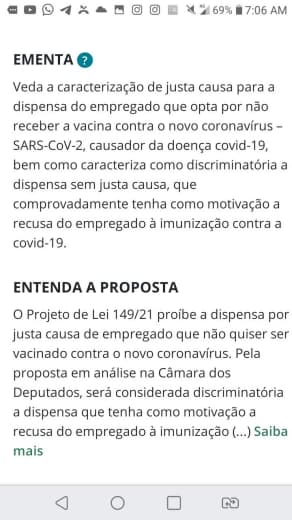 69% 7:06 AM
EMENTA ?
Veda a caracterização de justa causa para a
dispensa do empregado que opta por não
receber a vacina contra o novo coronavírus –
SARS-CoV-2, causador da doença covid-19,
bem como caracteriza como discriminatória a
dispensa sem justa causa, que
comprovadamente tenha como motivação a
recusa do empregado à imunização contra a
covid-19.
ENTENDA A PROPOSTA
O Projeto de Lei 149/21 proíbe a dispensa por
justa causa de empregado que não quiser ser
vacinado contra o novo coronavírus. Pela
proposta em análise na Câmara dos
Deputados, será considerada discriminatória
a dispensa que tenha como motivação a
recusa do empregado à imunização (...) Saiba
mais